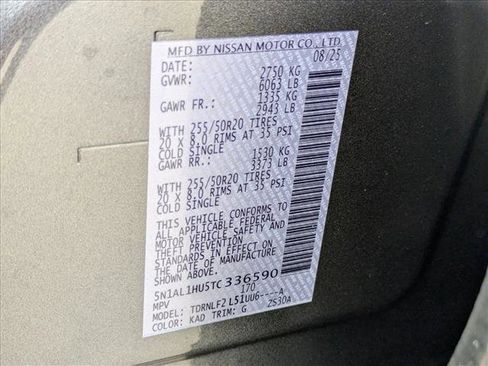 MFD BY NISSAN MOTOR CO., LTD.
DATE: 08/25
GVWR: 2750 KG
6063 LB
GAWR FR.: 1335 KG
2943 LB
WITH 255/50R20 TIRES
20 X 8.0 RIMS AT 35 PSI
COLD SINGLE
GAWR RR.: 1530 KG
3373 LB
WITH 255/50R20 TIRES
20 X 8.0 RIMS AT 35 PSI
COLD SINGLE
THIS VEHICLE CONFORMS TO
ALL APPLICABLE FEDERAL
MOTOR VEHICLE SAFETY AND
THEFT PREVENTION
STANDARDS IN EFFECT ON
THE DATE OF MANUFACTURE
SHOWN ABOVE.
5N1AL1HU5TC336590
MPV 170
MODEL: TDRNLF2 L51UU6----A
COLOR: KAD TRIM: G ZS30A